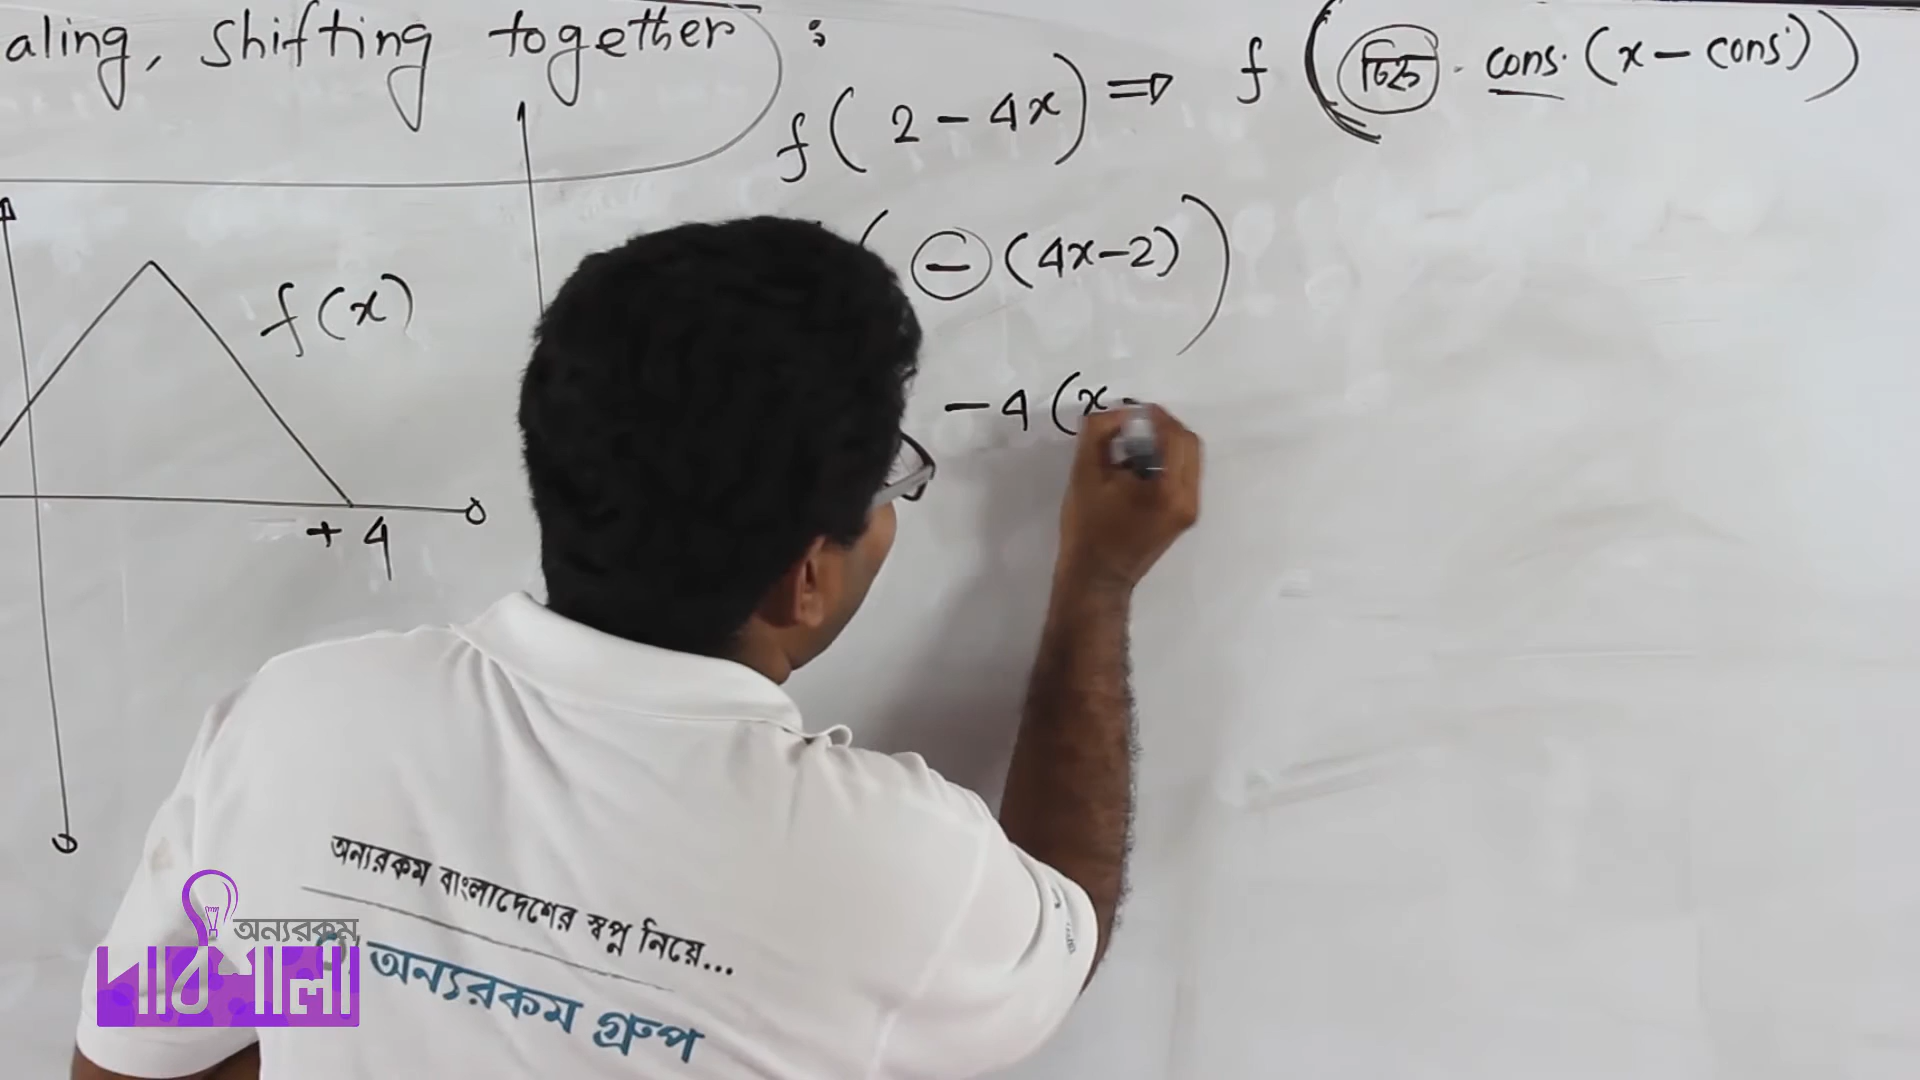 aling, Shifting together :
f(2-4x) ⇒ f(চিহ্ন. cons.(x-cons.))
(-(4x-2))
f(x)
-4(x-
+4
অন্যরকম বাংলাদেশের স্বপ্ন নিয়ে...
অন্যরকম গ্রুপ
অন্যরকম
পাঠশালা